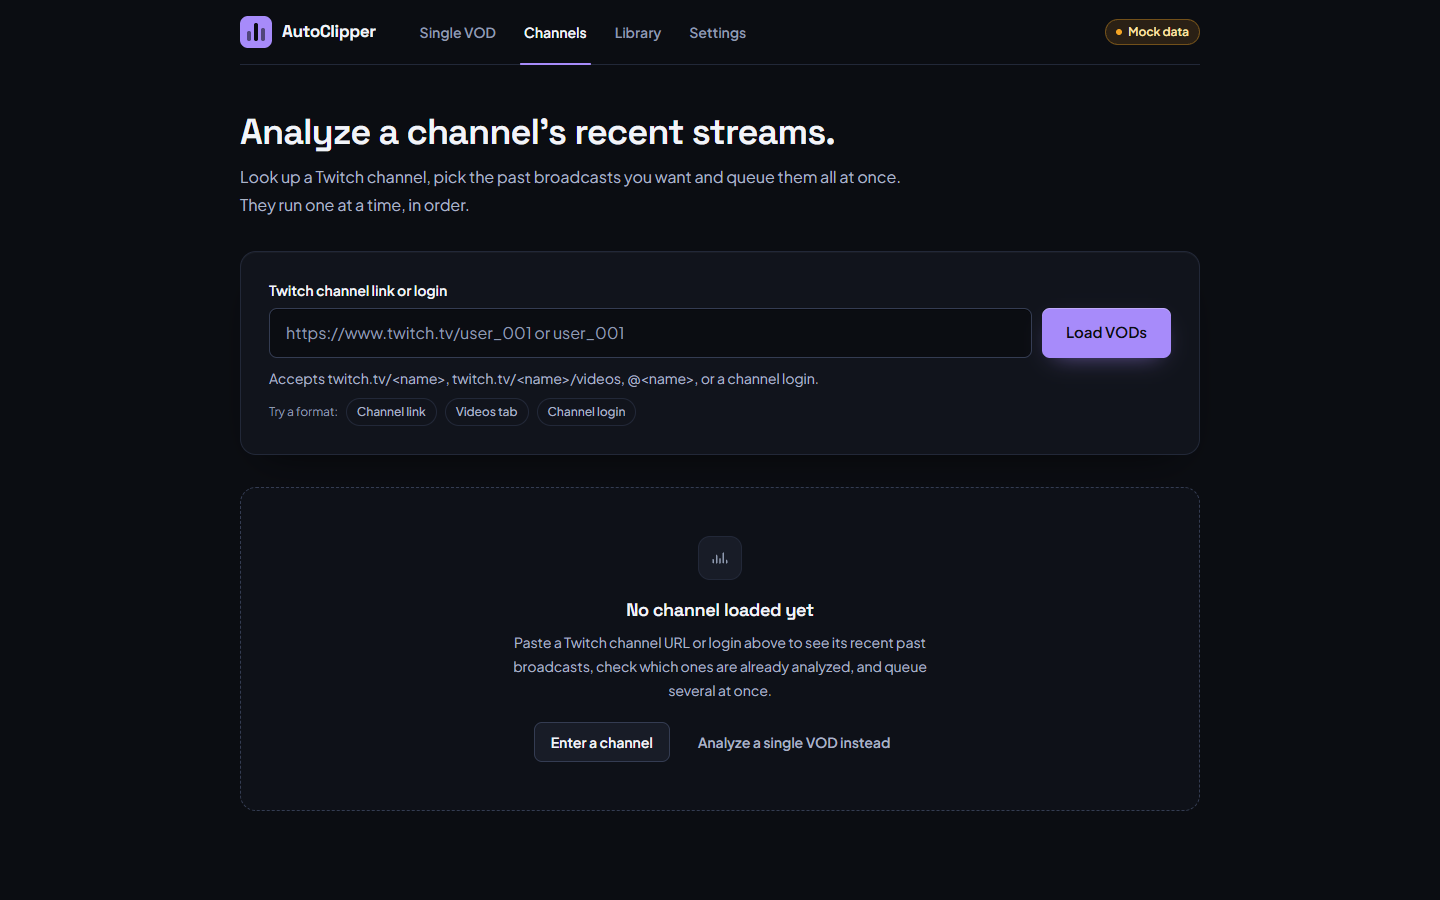 AutoClipper
Single VOD
Channels
Library
Settings
Mock data
Analyze a channel’s recent streams.
Look up a Twitch channel, pick the past broadcasts you want and queue them all at once.
They run one at a time, in order.
Twitch channel link or login
https://www.twitch.tv/user_001 or user_001
Load VODs
Accepts twitch.tv/<name>, twitch.tv/<name>/videos, @<name>, or a channel login.
Try a format:
Channel link
Videos tab
Channel login
No channel loaded yet
Paste a Twitch channel URL or login above to see its recent past
broadcasts, check which ones are already analyzed, and queue
several at once.
Enter a channel
Analyze a single VOD instead